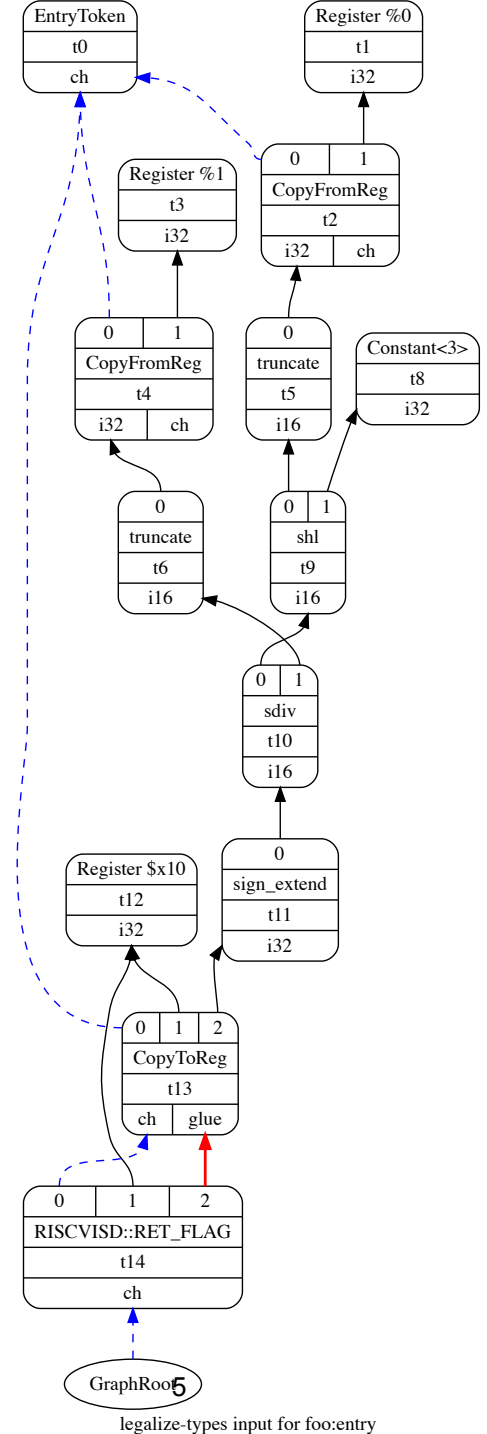 EntryToken
t0
ch
Register %0
t1
i32
0 1
CopyFromReg
t2
i32 ch
Register %1
t3
i32
0 1
CopyFromReg
t4
i32 ch
0
truncate
t5
i16
Constant<3>
t8
i32
0
truncate
t6
i16
0 1
shl
t9
i16
0 1
sdiv
t10
i16
0
sign_extend
t11
i32
Register $x10
t12
i32
0 1 2
CopyToReg
t13
ch glue
0 1 2
RISCVISD::RET_FLAG
t14
ch
GraphRoot
5
legalize-types input for foo:entry